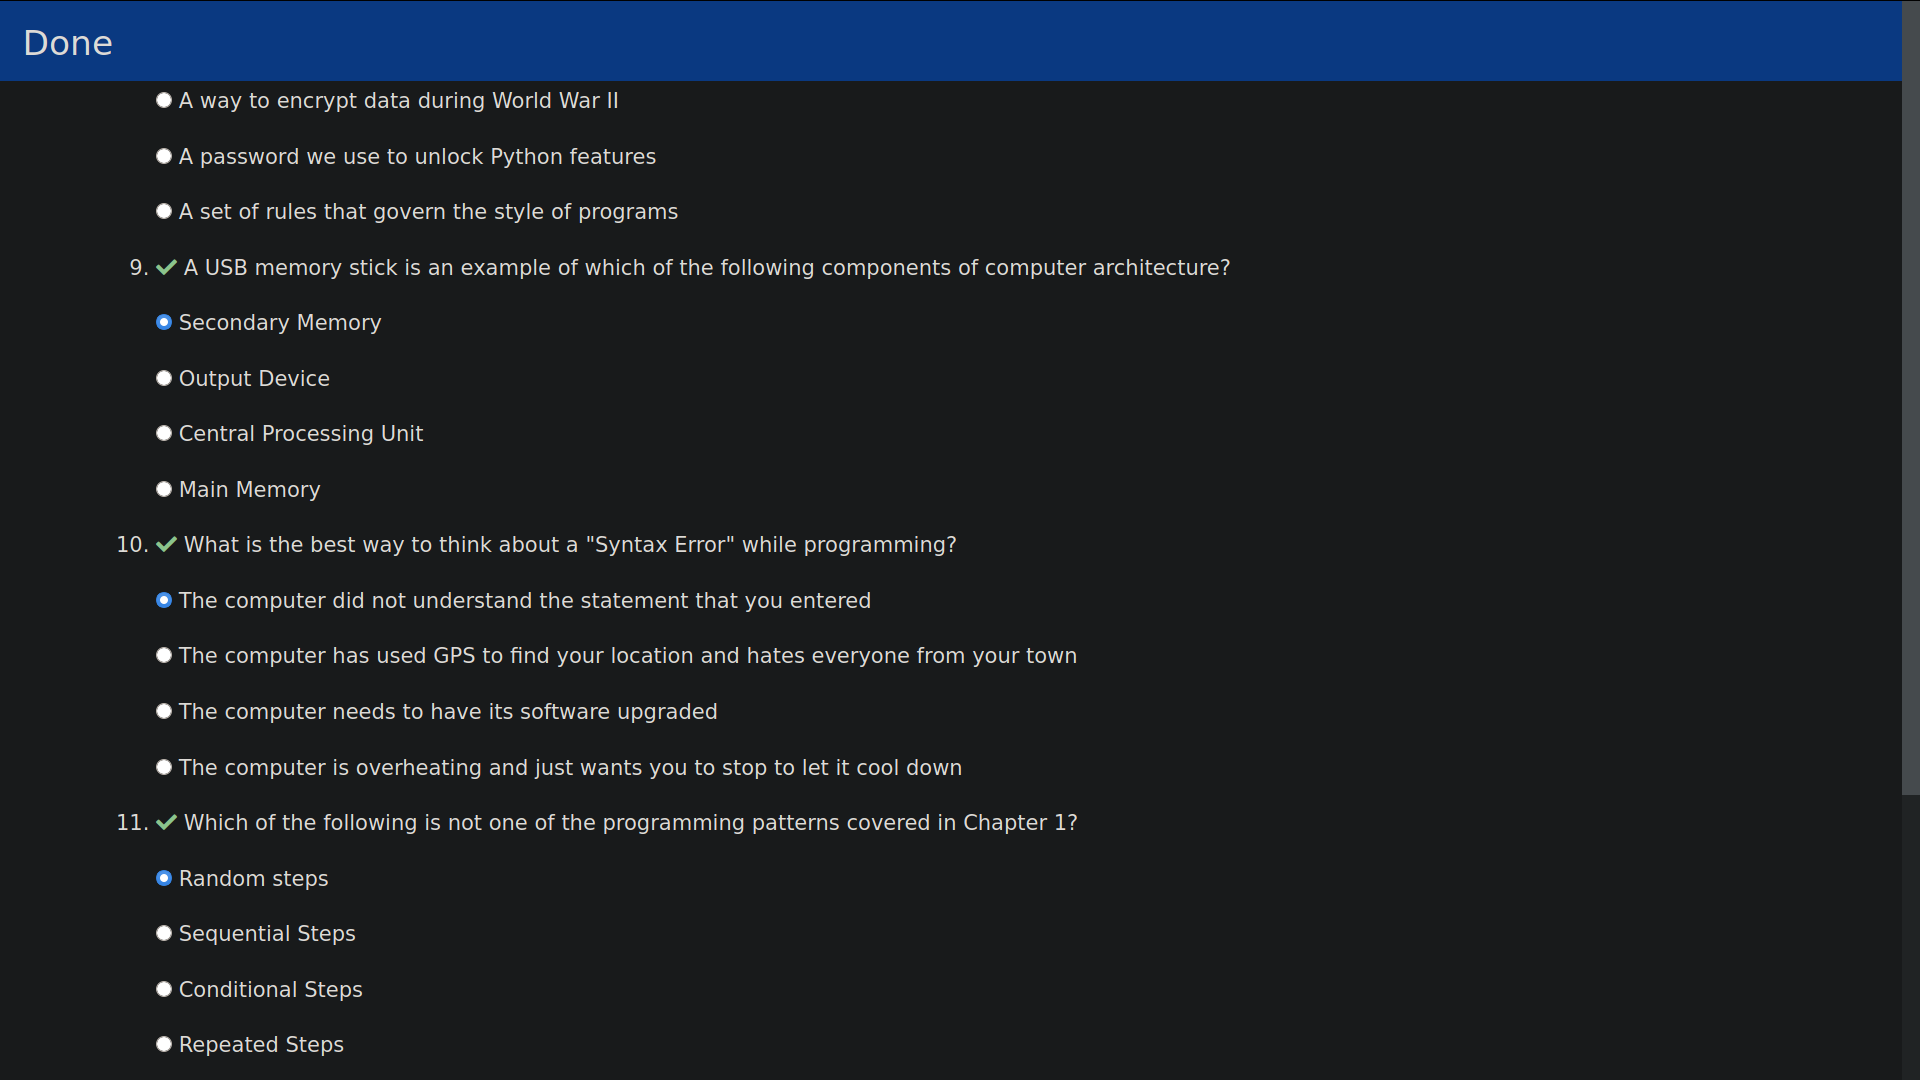 Done
A way to encrypt data during World War II
A password we use to unlock Python features
A set of rules that govern the style of programs
9. A USB memory stick is an example of which of the following components of computer architecture?
Secondary Memory
Output Device
Central Processing Unit
Main Memory
10. What is the best way to think about a "Syntax Error" while programming?
The computer did not understand the statement that you entered
The computer has used GPS to find your location and hates everyone from your town
The computer needs to have its software upgraded
The computer is overheating and just wants you to stop to let it cool down
11. Which of the following is not one of the programming patterns covered in Chapter 1?
Random steps
Sequential Steps
Conditional Steps
Repeated Steps